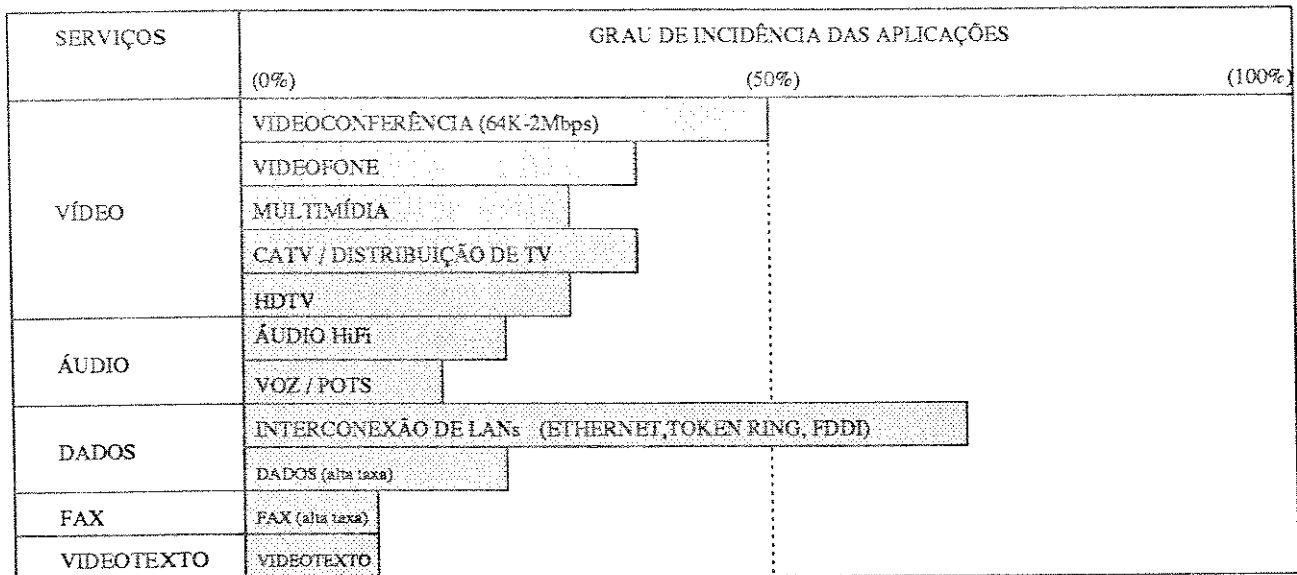 SERVIÇOS
GRAU DE INCIDÊNCIA DAS APLICAÇÕES
(0%) (50%) (100%)
VÍDEO
VIDEOCONFERÊNCIA (64K-2Mbps)
VIDEOFONE
MULTIMÍDIA
CATV / DISTRIBUIÇÃO DE TV
HDTV
ÁUDIO
ÁUDIO HiFi
VOZ / POTS
DADOS
INTERCONEXÃO DE LANs (ETHERNET,TOKEN RING, FDDI)
DADOS (alta taxa)
FAX
FAX (alta taxa)
VIDEOTEXTO
VIDEOTEXTO